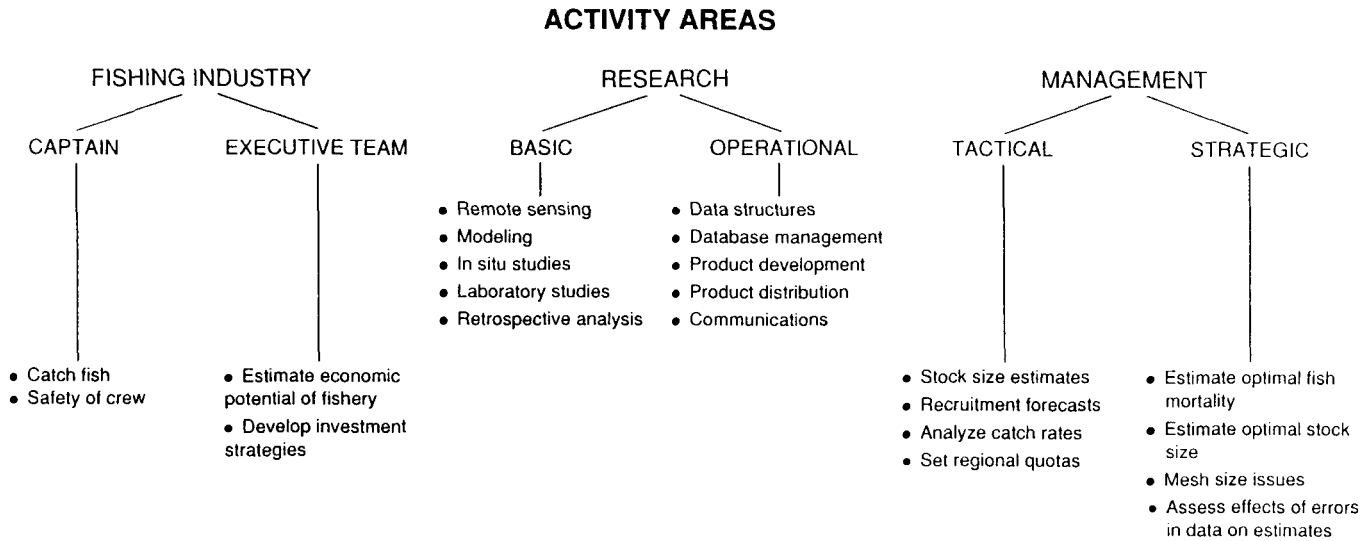 ACTIVITY AREAS
FISHING INDUSTRY
RESEARCH
MANAGEMENT
CAPTAIN
EXECUTIVE TEAM
BASIC
OPERATIONAL
TACTICAL
STRATEGIC
• Catch fish
• Safety of crew
• Estimate economic
potential of fishery
• Develop investment
strategies
• Remote sensing
• Modeling
• In situ studies
• Laboratory studies
• Retrospective analysis
• Data structures
• Database management
• Product development
• Product distribution
• Communications
• Stock size estimates
• Recruitment forecasts
• Analyze catch rates
• Set regional quotas
• Estimate optimal fish
mortality
• Estimate optimal stock
size
• Mesh size issues
• Assess effects of errors
in data on estimates